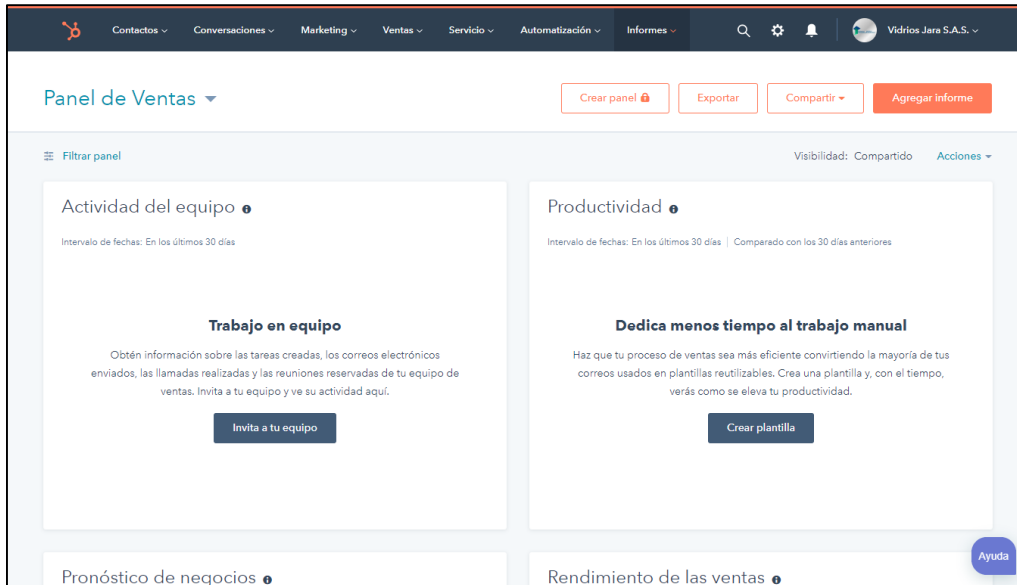 Contactos Conversaciones Marketing Ventas Servicio Automatización Informes Vidrios Jara S.A.S.
Panel de Ventas
Crear panel Exportar Compartir Agregar informe
Filtrar panel
Visibilidad: Compartido Acciones
Actividad del equipo
Intervalo de fechas: En los últimos 30 días
Trabajo en equipo
Obtén información sobre las tareas creadas, los correos electrónicos
enviados, las llamadas realizadas y las reuniones reservadas de tu equipo de
ventas. Invita a tu equipo y ve su actividad aquí.
Invita a tu equipo
Productividad
Intervalo de fechas: En los últimos 30 días | Comparado con los 30 días anteriores
Dedica menos tiempo al trabajo manual
Haz que tu proceso de ventas sea más eficiente convirtiendo la mayoría de tus
correos usados en plantillas reutilizables. Crea una plantilla y, con el tiempo,
verás como se eleva tu productividad.
Crear plantilla
Pronóstico de negocios
Rendimiento de las ventas
Ayuda